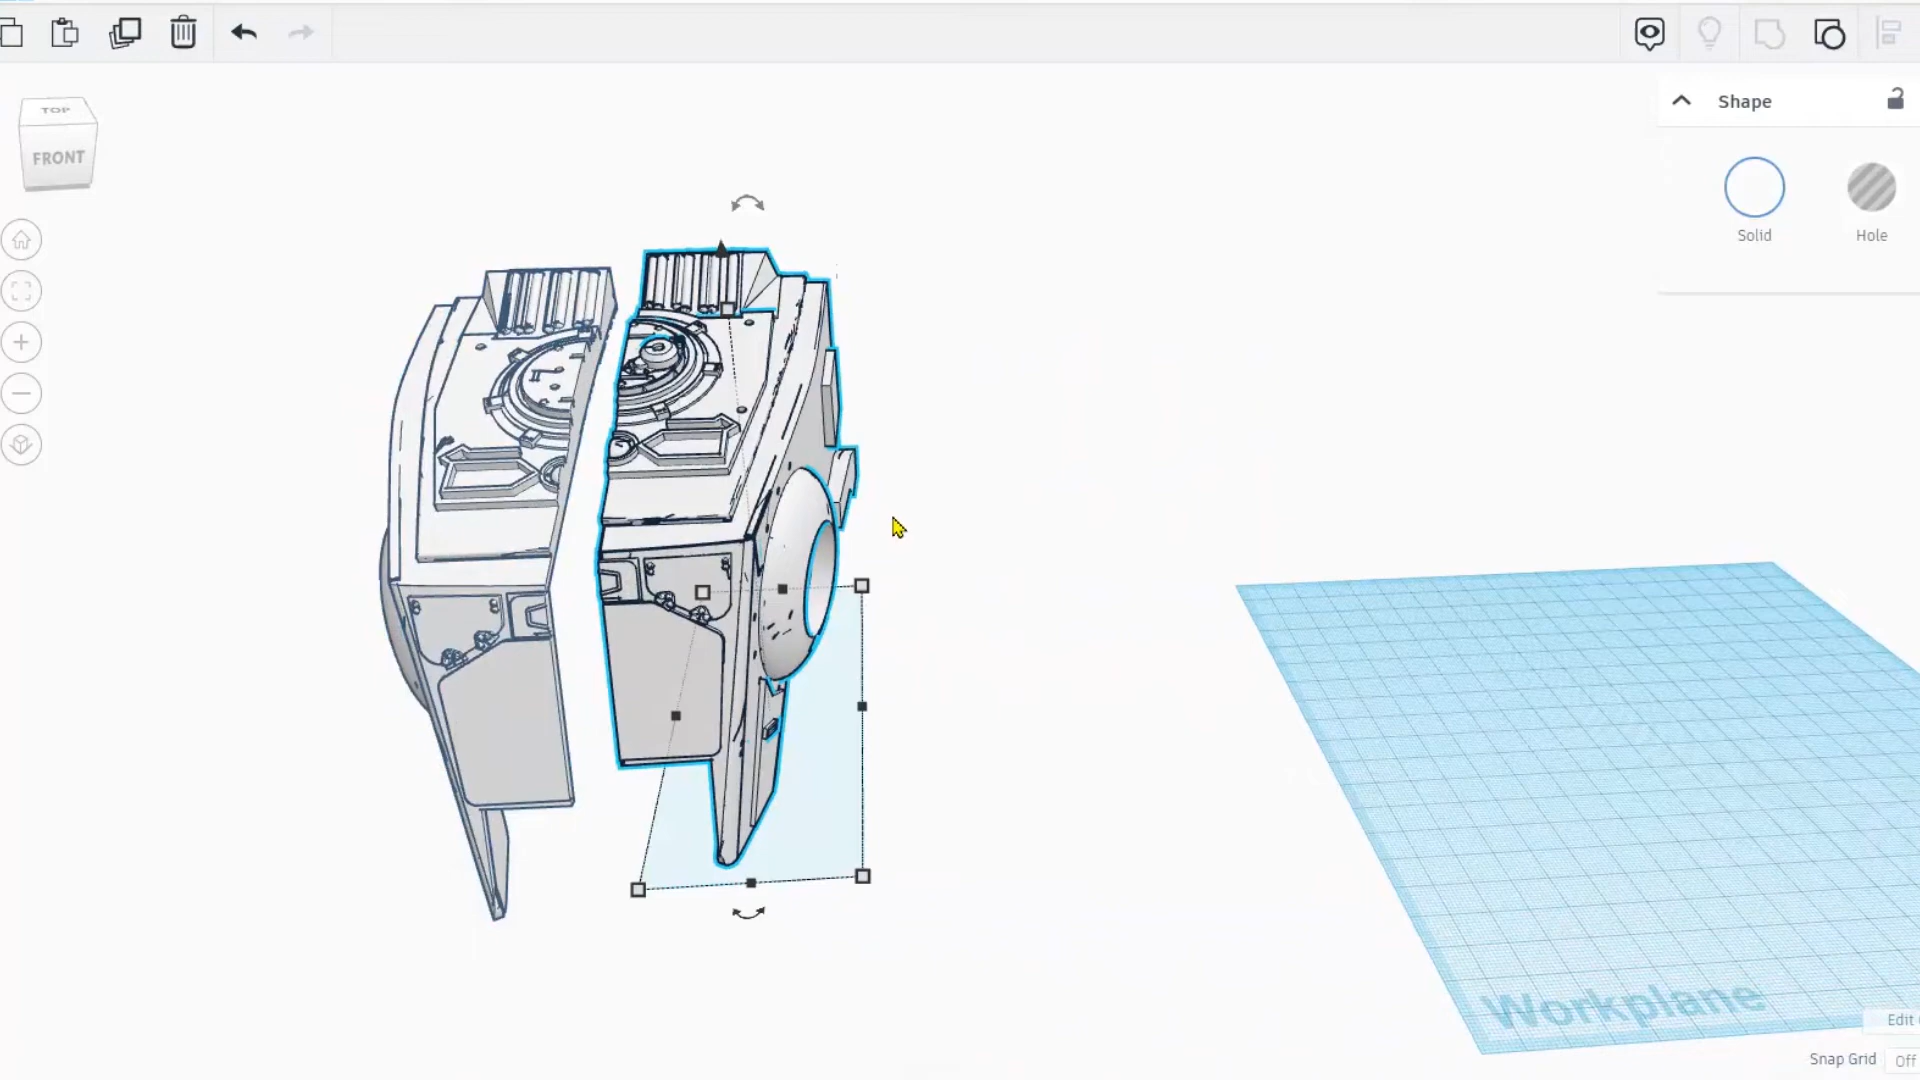 TOP
FRONT
Shape
Solid
Hole
Workplane
Edit
Snap Grid
Off